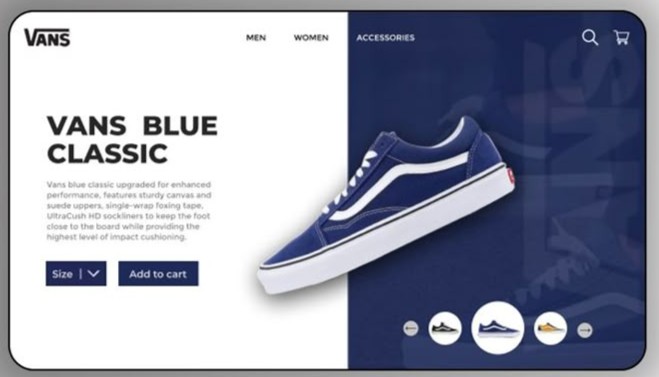 VANS
MEN WOMEN ACCESSORIES
VANS BLUE
CLASSIC
Vans blue classic upgraded for enhanced
performance, features sturdy canvas and
suede uppers, single-wrap foxing tape,
UltraCush HD sockliners to keep the foot
close to the board while providing the
highest level of impact cushioning.
Size | Add to cart
VANS